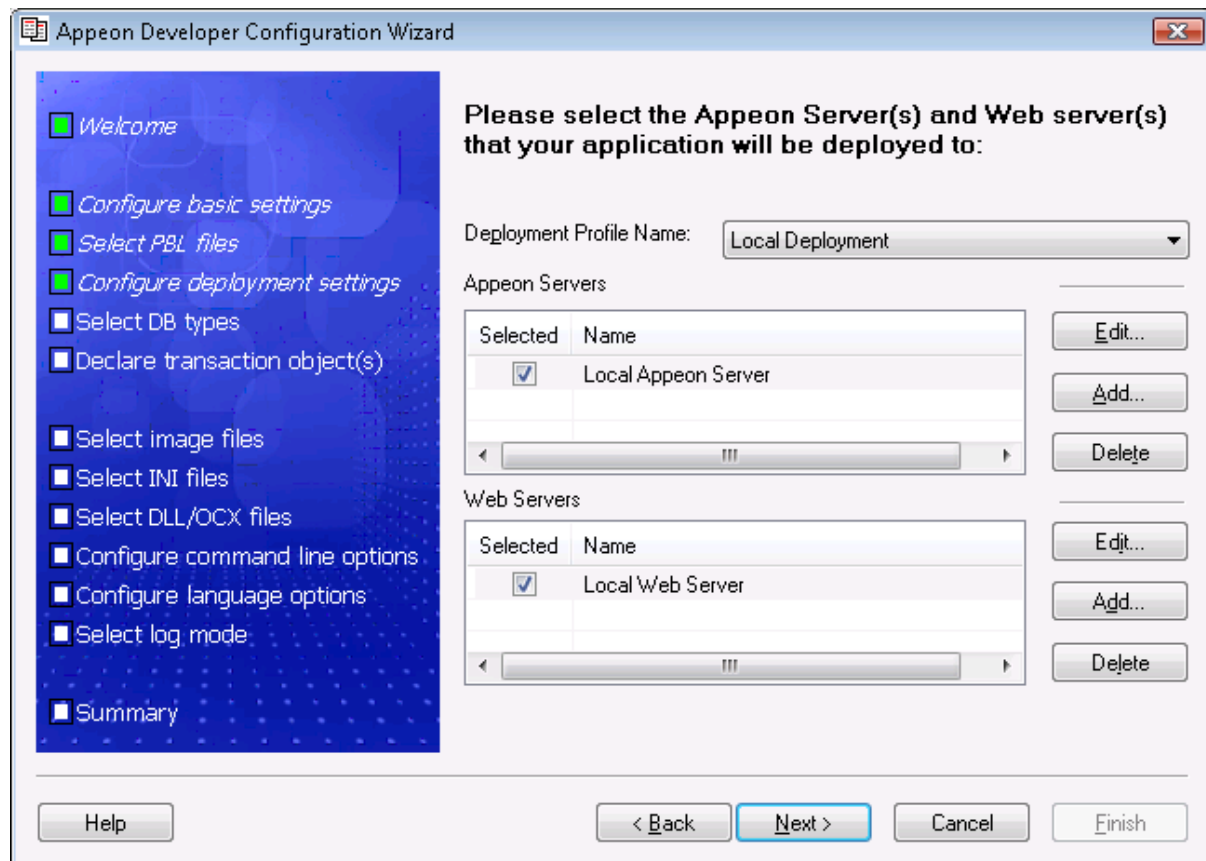 Appeon Developer Configuration Wizard
Welcome
Configure basic settings
Select PBL files
Configure deployment settings
Select DB types
Declare transaction object(s)
Select image files
Select INI files
Select DLL/OCX files
Configure command line options
Configure language options
Select log mode
Summary
Please select the Appeon Server(s) and Web server(s)
that your application will be deployed to:
Deployment Profile Name: Local Deployment
Appeon Servers
Selected Name
Local Appeon Server
Edit...
Add...
Delete
Web Servers
Selected Name
Local Web Server
Edit...
Add...
Delete
Help
< Back
Next >
Cancel
Finish